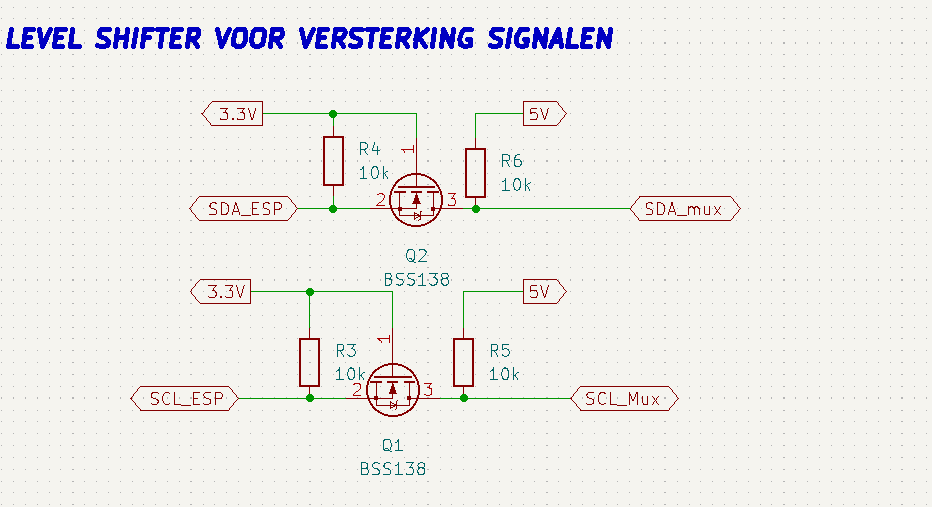 LEVEL SHIFTER VOOR VERSTERKING SIGNALEN
3.3V
5V
R4
10k
1
R6
10k
SDA_ESP
2
3
SDA_mux
Q2
BSS138
3.3V
5V
R3
10k
1
R5
10k
SCL_ESP
2
3
SCL_Mux
Q1
BSS138